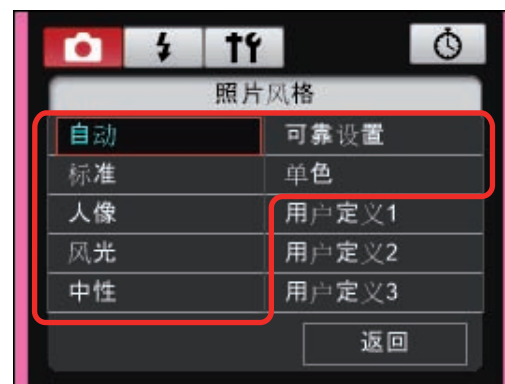 照片风格
自动 可靠设置
标准 单色
人像 用户定义1
风光 用户定义2
中性 用户定义3
返回